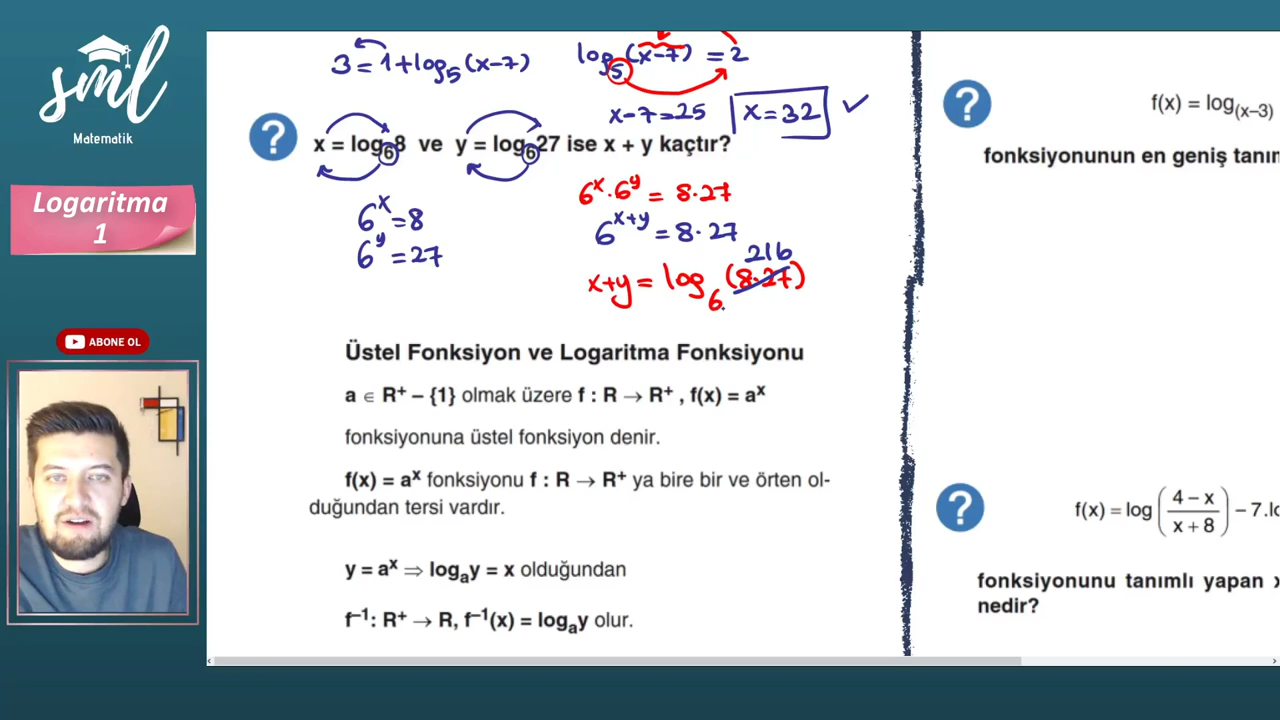 sml
Matematik
Logaritma
1
ABONE OL
3 = 1 + log₅(x-7)
log₅(x-7) = 2
x-7=25
x=32
x = log₆8 ve y = log₆27 ise x + y kaçtır?
6ˣ = 8
6ʸ = 27
6ˣ · 6ʸ = 8·27
6ˣ⁺ʸ = 8·27
216
x+y = log₆(8·27)
Üstel Fonksiyon ve Logaritma Fonksiyonu
a ∈ R⁺ – {1} olmak üzere f : R → R⁺ , f(x) = aˣ
fonksiyonuna üstel fonksiyon denir.
f(x) = aˣ fonksiyonu f : R → R⁺ ya bire bir ve örten ol-
duğundan tersi vardır.
y = aˣ ⇒ logₐy = x olduğundan
f⁻¹: R⁺ → R, f⁻¹(x) = logₐy olur.
f(x) = log₍ₓ₋₃₎
fonksiyonunun en geniş tanım
f(x) = log((4 – x)/(x + 8)) – 7.lo
fonksiyonunu tanımlı yapan x
nedir?